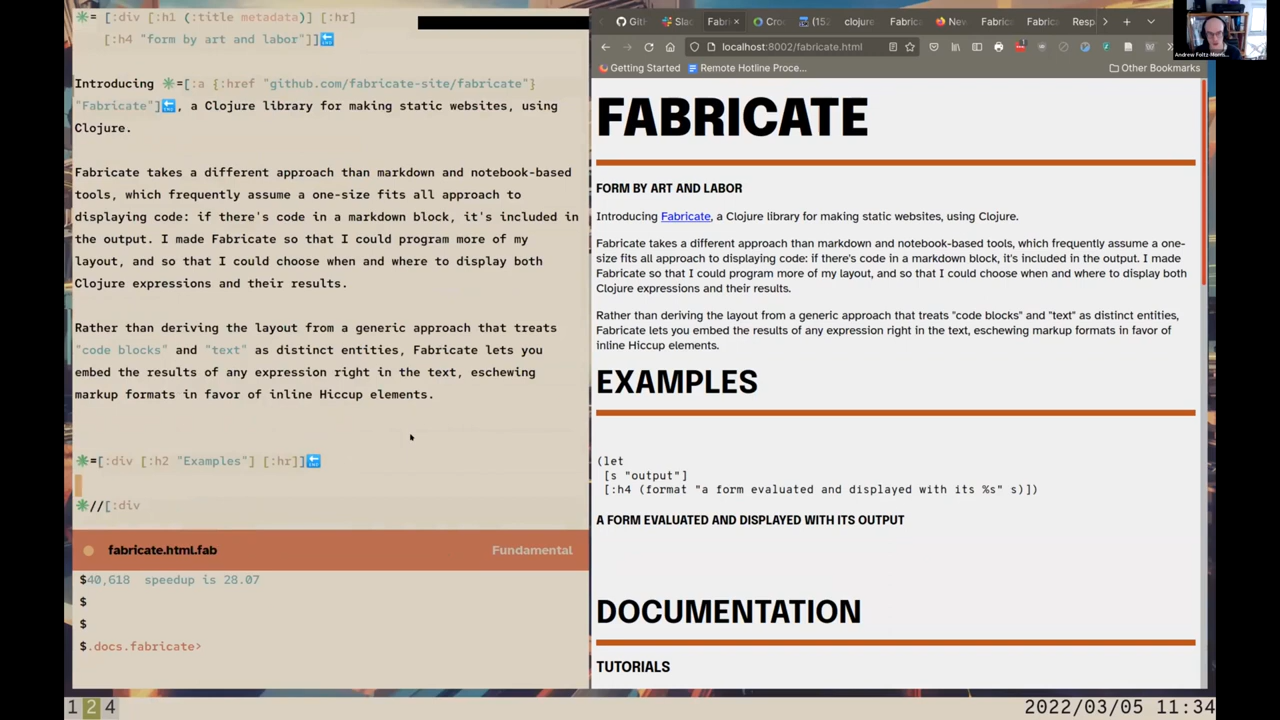 ✳= [:div [:h1 (:title metadata)] [:hr]
[:h4 "form by art and labor"]]🔚
Introducing ✳=[:a {:href "github.com/fabricate-site/fabricate"}
"Fabricate"]🔚, a Clojure library for making static websites, using
Clojure.
Fabricate takes a different approach than markdown and notebook-based
tools, which frequently assume a one-size fits all approach to
displaying code: if there's code in a markdown block, it's included in
the output. I made Fabricate so that I could program more of my
layout, and so that I could choose when and where to display both
Clojure expressions and their results.
Rather than deriving the layout from a generic approach that treats
"code blocks" and "text" as distinct entities, Fabricate lets you
embed the results of any expression right in the text, eschewing
markup formats in favor of inline Hiccup elements.
✳=[:div [:h2 "Examples"] [:hr]]🔚
✳//[:div
fabricate.html.fab Fundamental
$40,618 speedup is 28.07
$
$
$.docs.fabricate>
Gith Slac Fabri × Croc (152 clojure Fabrica New Fabrica Fabrica Resp
localhost:8002/fabricate.html
Getting Started Remote Hotline Proce… Other Bookmarks
FABRICATE
FORM BY ART AND LABOR
Introducing Fabricate, a Clojure library for making static websites, using Clojure.
Fabricate takes a different approach than markdown and notebook-based tools, which frequently assume a one-
size fits all approach to displaying code: if there's code in a markdown block, it's included in the output. I made
Fabricate so that I could program more of my layout, and so that I could choose when and where to display both
Clojure expressions and their results.
Rather than deriving the layout from a generic approach that treats "code blocks" and "text" as distinct entities,
Fabricate lets you embed the results of any expression right in the text, eschewing markup formats in favor of
inline Hiccup elements.
EXAMPLES
(let
[s "output"]
[:h4 (format "a form evaluated and displayed with its %s" s)])
A FORM EVALUATED AND DISPLAYED WITH ITS OUTPUT
DOCUMENTATION
TUTORIALS
1 2 4
2022/03/05 11:34